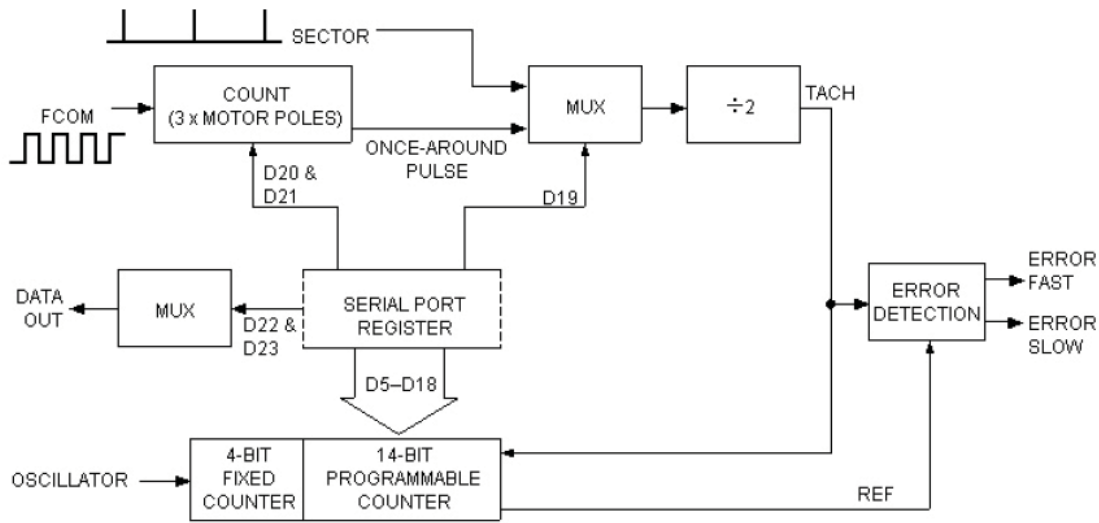 SECTOR
FCOM
COUNT
(3 x MOTOR POLES)
MUX
÷2
TACH
ONCE-AROUND
PULSE
D20 &
D21
D19
DATA
OUT
MUX
D22 &
D23
SERIAL PORT
REGISTER
ERROR
DETECTION
ERROR
FAST
ERROR
SLOW
D5–D18
OSCILLATOR
4-BIT
FIXED
COUNTER
14-BIT
PROGRAMMABLE
COUNTER
REF